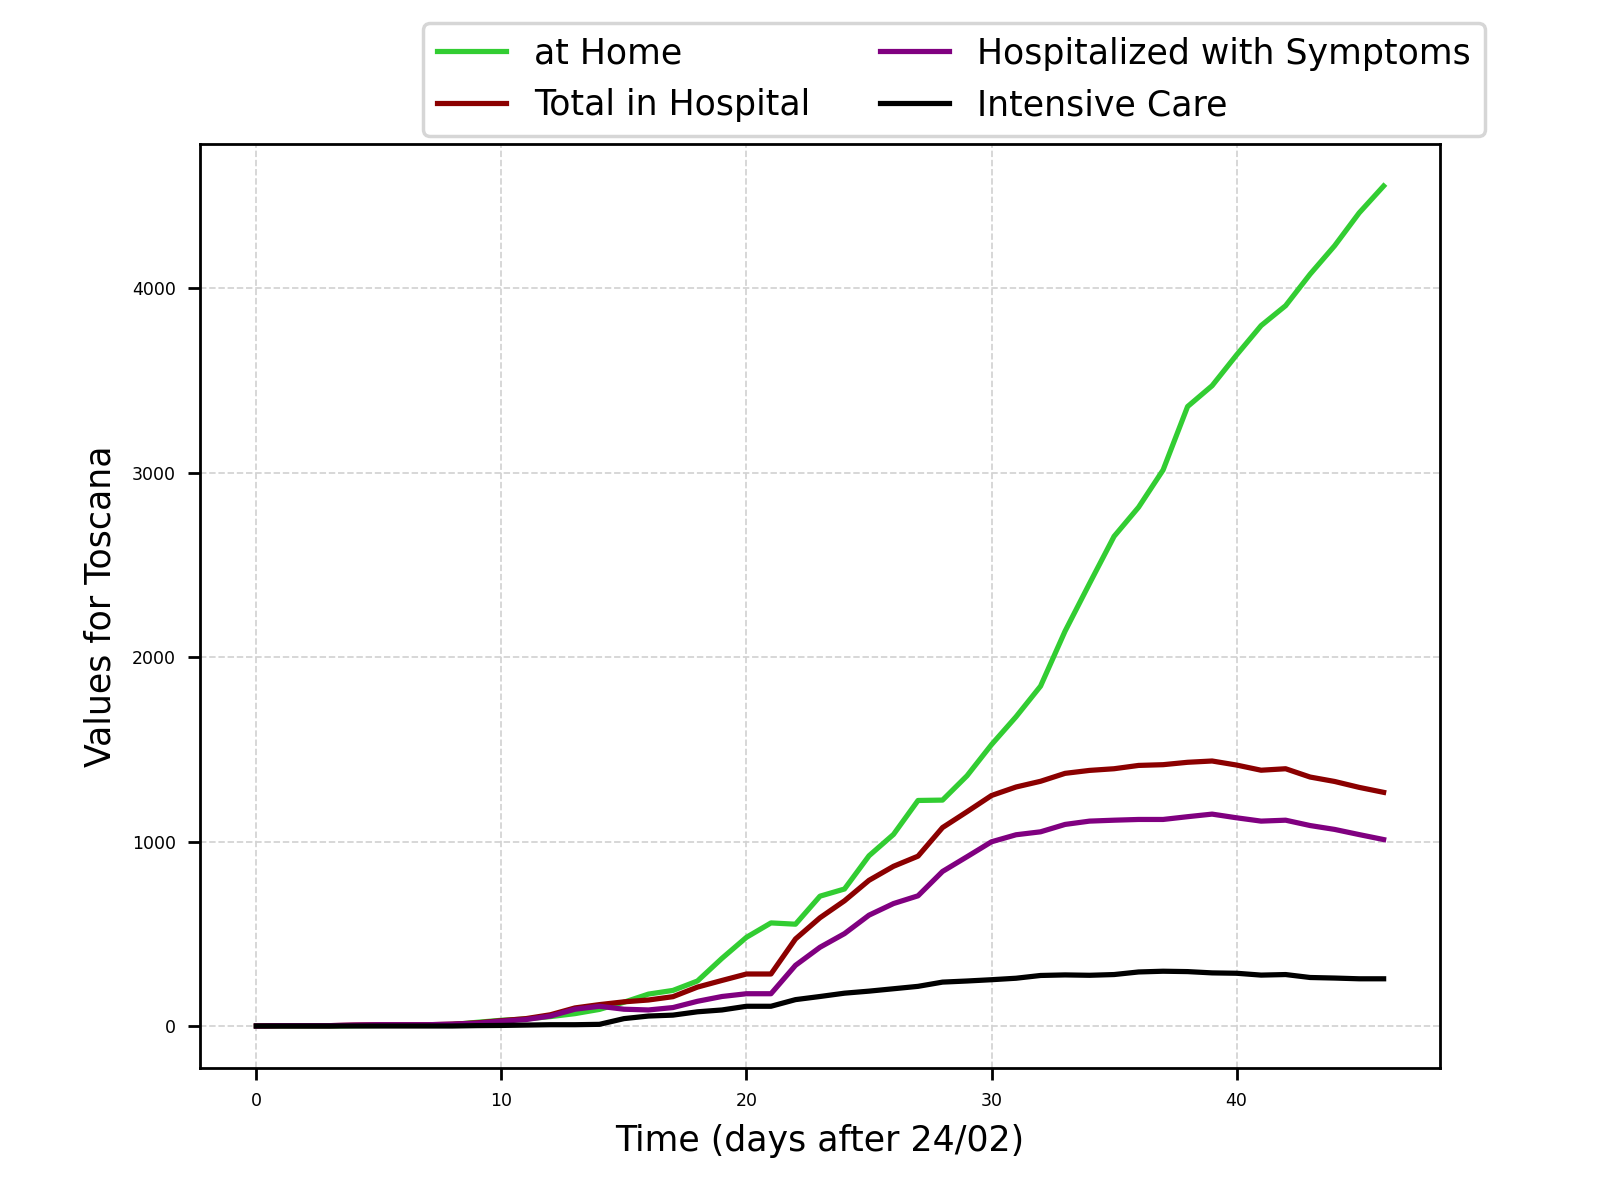 at Home
Total in Hospital
Hospitalized with Symptoms
Intensive Care
4000
3000
2000
1000
0
Values for Toscana
0 10 20 30 40
Time (days after 24/02)